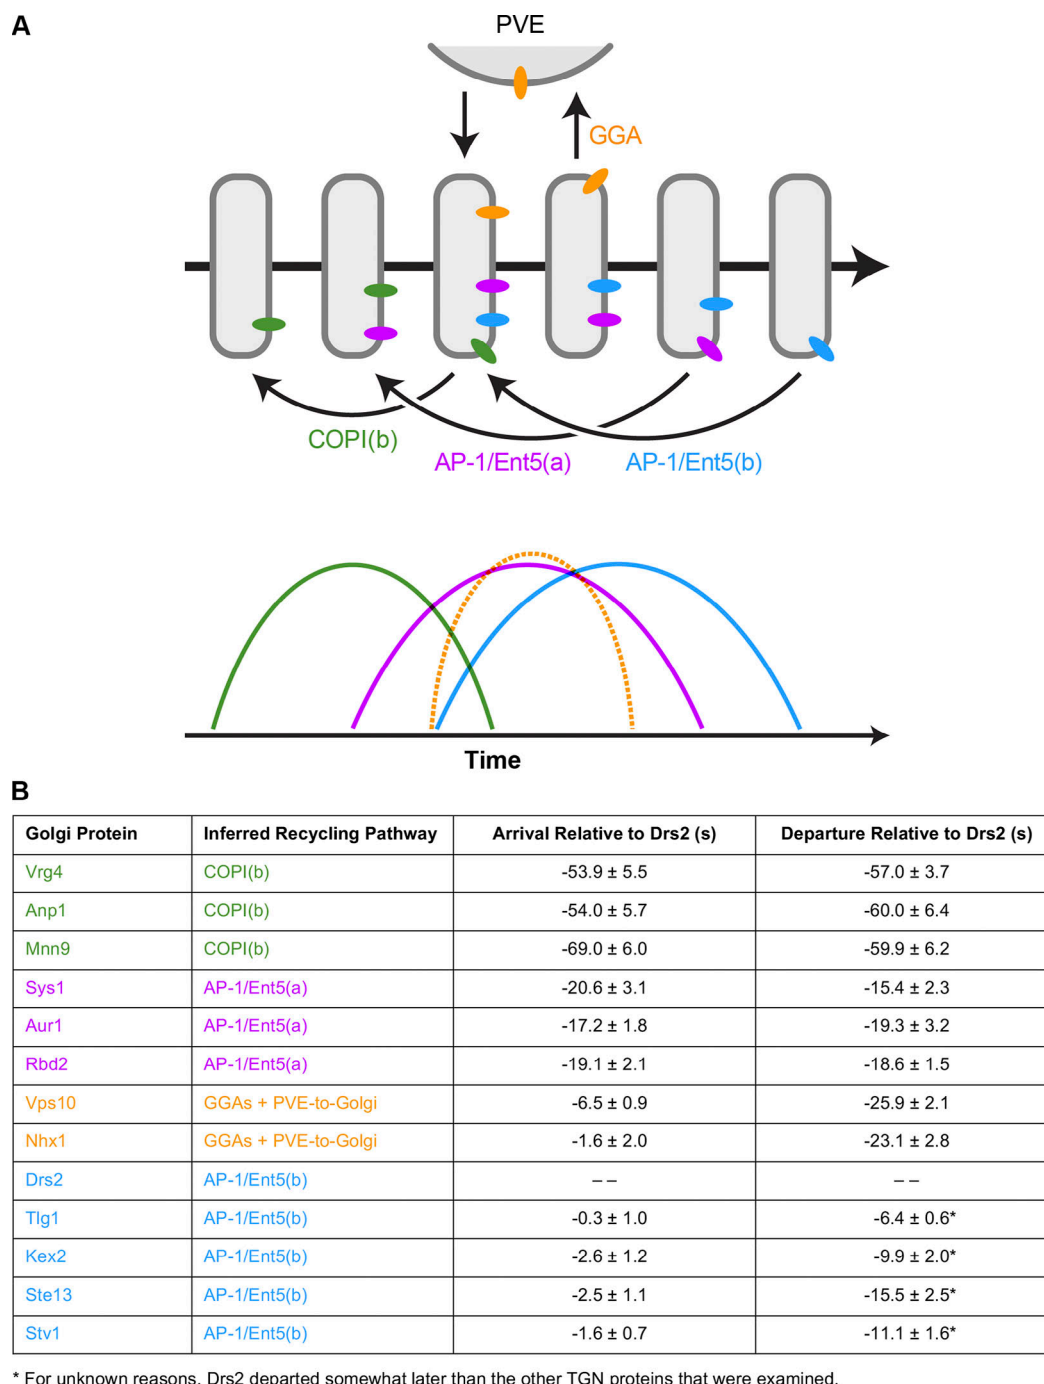 A
PVE
GGA
COPI(b)
AP-1/Ent5(a)
AP-1/Ent5(b)
Time
B
Golgi Protein Inferred Recycling Pathway Arrival Relative to Drs2 (s) Departure Relative to Drs2 (s)
Vrg4 COPI(b) -53.9 ± 5.5 -57.0 ± 3.7
Anp1 COPI(b) -54.0 ± 5.7 -60.0 ± 6.4
Mnn9 COPI(b) -69.0 ± 6.0 -59.9 ± 6.2
Sys1 AP-1/Ent5(a) -20.6 ± 3.1 -15.4 ± 2.3
Aur1 AP-1/Ent5(a) -17.2 ± 1.8 -19.3 ± 3.2
Rbd2 AP-1/Ent5(a) -19.1 ± 2.1 -18.6 ± 1.5
Vps10 GGAs + PVE-to-Golgi -6.5 ± 0.9 -25.9 ± 2.1
Nhx1 GGAs + PVE-to-Golgi -1.6 ± 2.0 -23.1 ± 2.8
Drs2 AP-1/Ent5(b) – – – –
Tlg1 AP-1/Ent5(b) -0.3 ± 1.0 -6.4 ± 0.6*
Kex2 AP-1/Ent5(b) -2.6 ± 1.2 -9.9 ± 2.0*
Ste13 AP-1/Ent5(b) -2.5 ± 1.1 -15.5 ± 2.5*
Stv1 AP-1/Ent5(b) -1.6 ± 0.7 -11.1 ± 1.6*
* For unknown reasons, Drs2 departed somewhat later than the other TGN proteins that were examined.